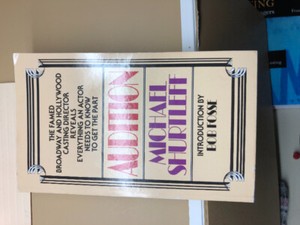 THE FAMED
BROADWAY AND HOLLYWOOD
CASTING DIRECTOR
REVEALS
EVERYTHING AN ACTOR
NEEDS TO KNOW
TO GET THE PART
AUDITION
MICHAEL
SHURTLEFF
INTRODUCTION BY
BOB FOSSE